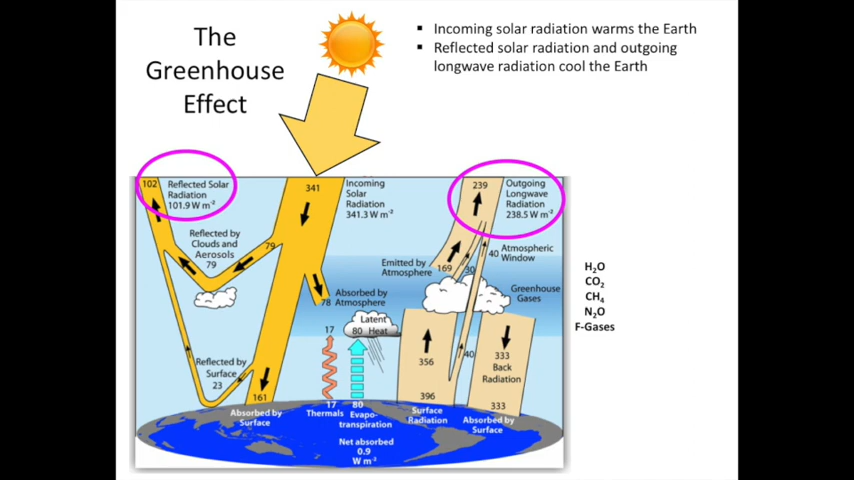 The
Greenhouse
Effect
▪ Incoming solar radiation warms the Earth
▪ Reflected solar radiation and outgoing
longwave radiation cool the Earth
102
Reflected Solar
Radiation
101.9 W m⁻²
341
Incoming
Solar
Radiation
341.3 W m⁻²
239
Outgoing
Longwave
Radiation
238.5 W m⁻²
Reflected by
Clouds and
Aerosols
79
79
Emitted by
Atmosphere
169
30
40
Atmospheric
Window
Greenhouse
Gases
Absorbed by
Atmosphere
78
Latent
Heat
80
17
Reflected by
Surface
23
161
Absorbed by
Surface
17
Thermals
80
Evapo-
transpiration
356
40
396
Surface
Radiation
333
Back
Radiation
333
Absorbed by
Surface
Net absorbed
0.9
W m⁻²
H₂O
CO₂
CH₄
N₂O
F-Gases